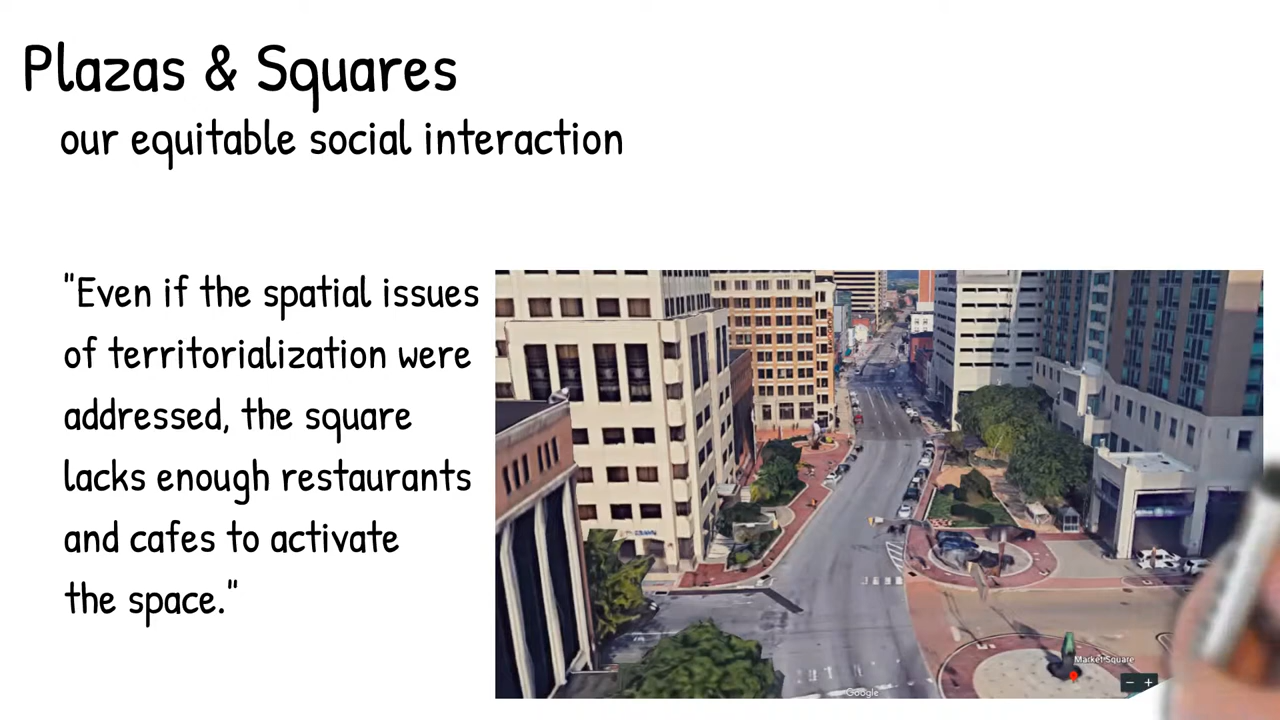 Plazas & Squares
our equitable social interaction
"Even if the spatial issues
of territorialization were
addressed, the square
lacks enough restaurants
and cafes to activate
the space."
Market Square
Google